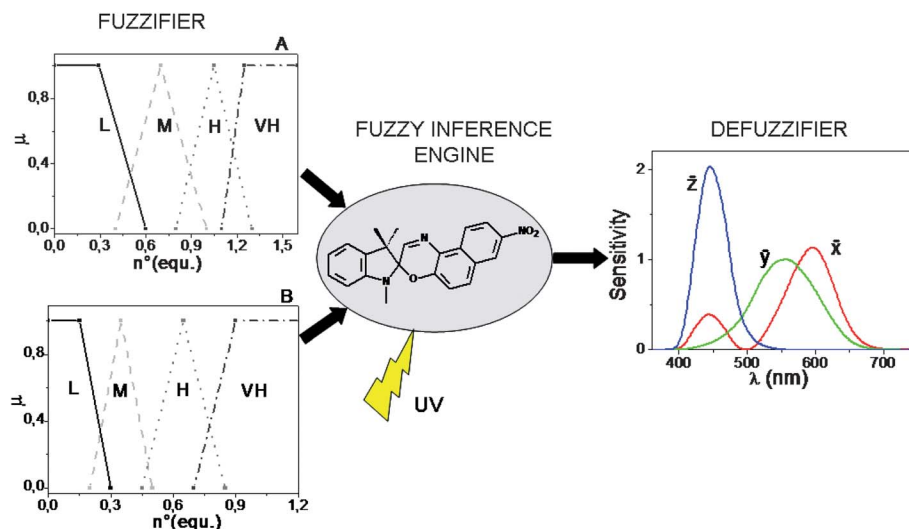 FUZZIFIER
A
0,8
0,4
0,0
μ
L
M
H
VH
0,0 0,3 0,6 0,9 1,2 1,5
n°(equ.)
B
0,8
0,4
0,0
μ
L
M
H
VH
0,0 0,3 0,6 0,9 1,2
n°(equ.)
FUZZY INFERENCE
ENGINE
N
N
O
NO₂
UV
DEFUZZIFIER
2
1
0
Sensitivity
z̄
ȳ
x̄
400 500 600 700
λ (nm)